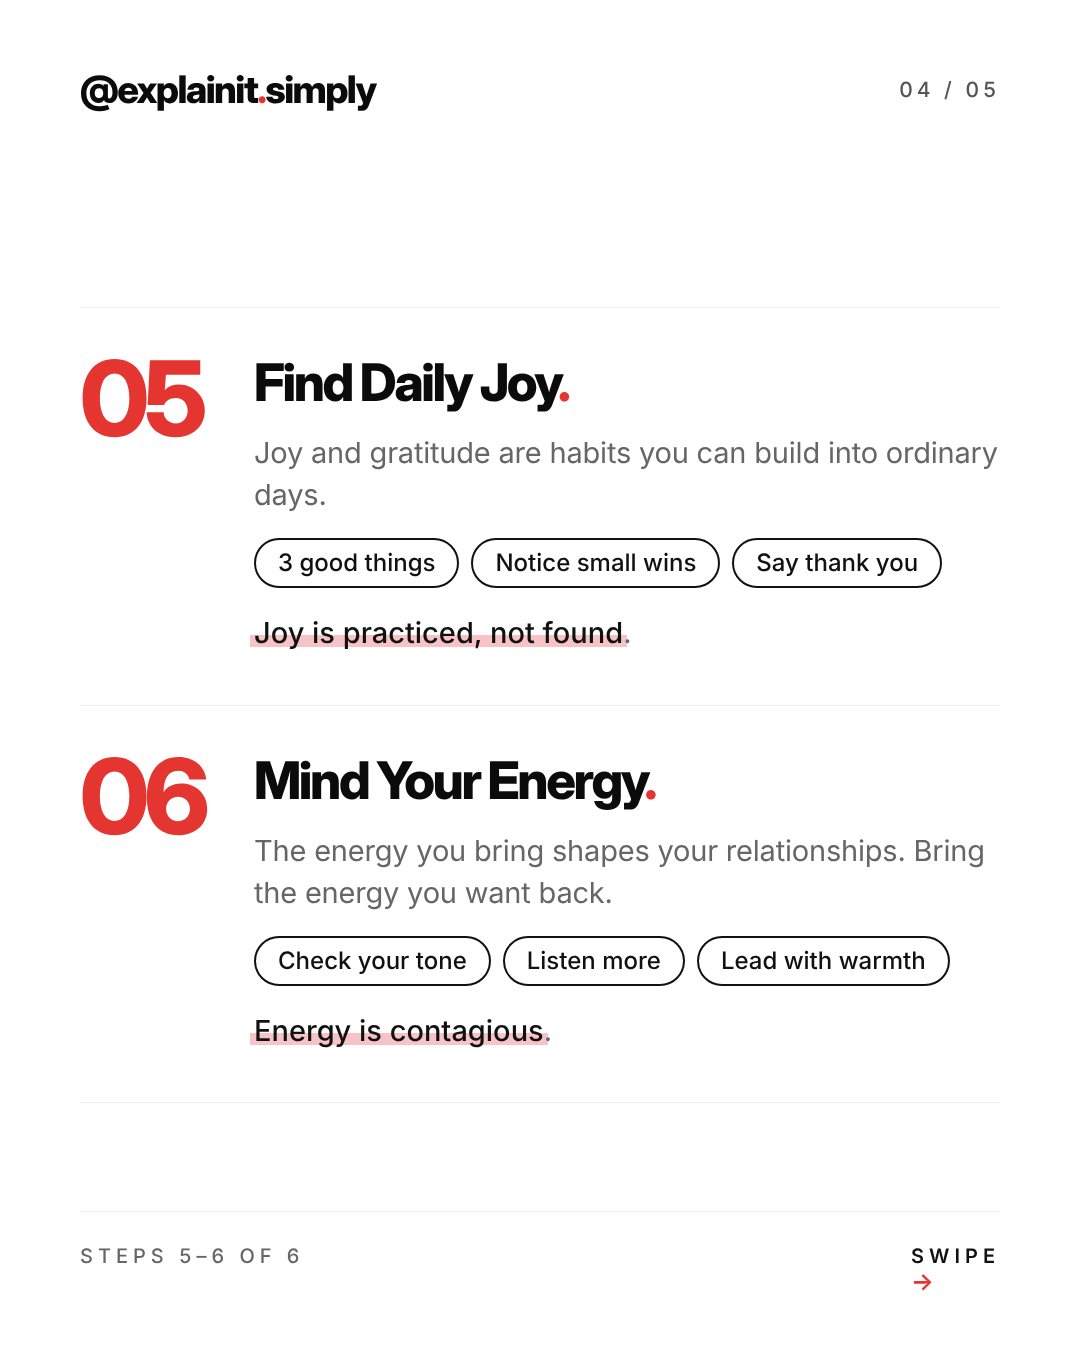 @explainit.simply
04 / 05
05
Find Daily Joy.
Joy and gratitude are habits you can build into ordinary
days.
3 good things
Notice small wins
Say thank you
Joy is practiced, not found.
06
Mind Your Energy.
The energy you bring shapes your relationships. Bring
the energy you want back.
Check your tone
Listen more
Lead with warmth
Energy is contagious.
STEPS 5–6 OF 6
SWIPE
→